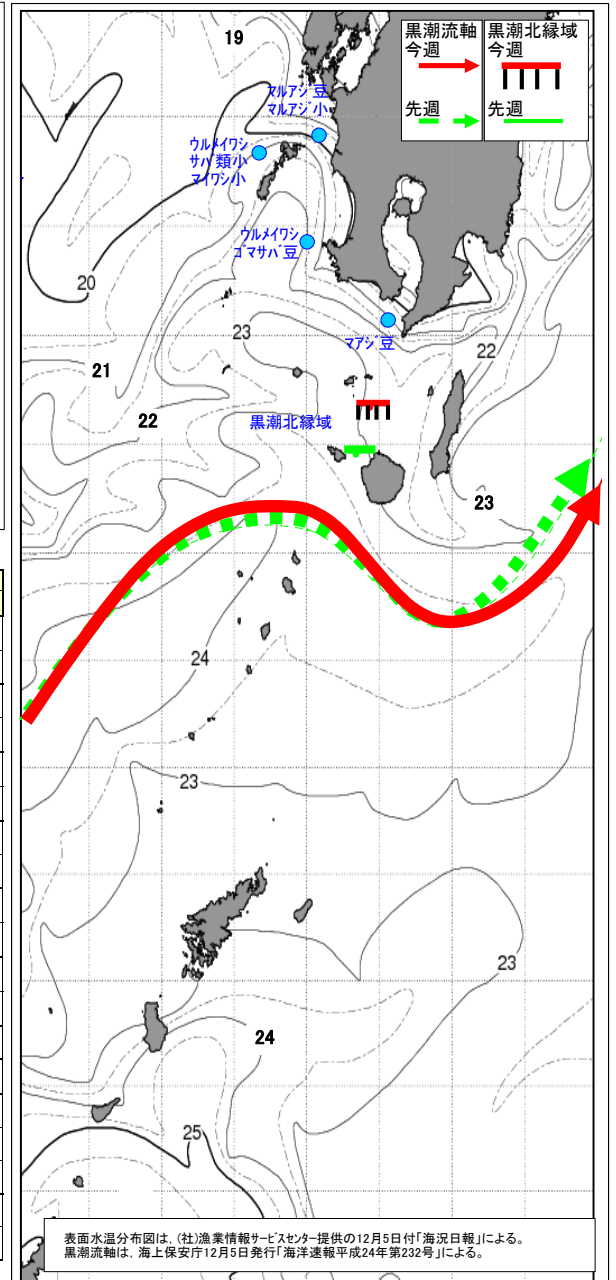 19
黒潮流軸
今週
先週
黒潮北縁域
今週
先週
マルアジ豆
マルアジ小
ウルメイワシ
サバ類小
マイワシ小
ウルメイワシ
ゴマサバ豆
20
マアジ豆
23
22
21
22
黒潮北縁域
23
24
23
23
24
25
表面水温分布図は, (社)漁業情報サービスセンター提供の12月5日付「海況日報」による。
黒潮流軸は, 海上保安庁12月5日発行「海洋速報平成24年第232号」による。